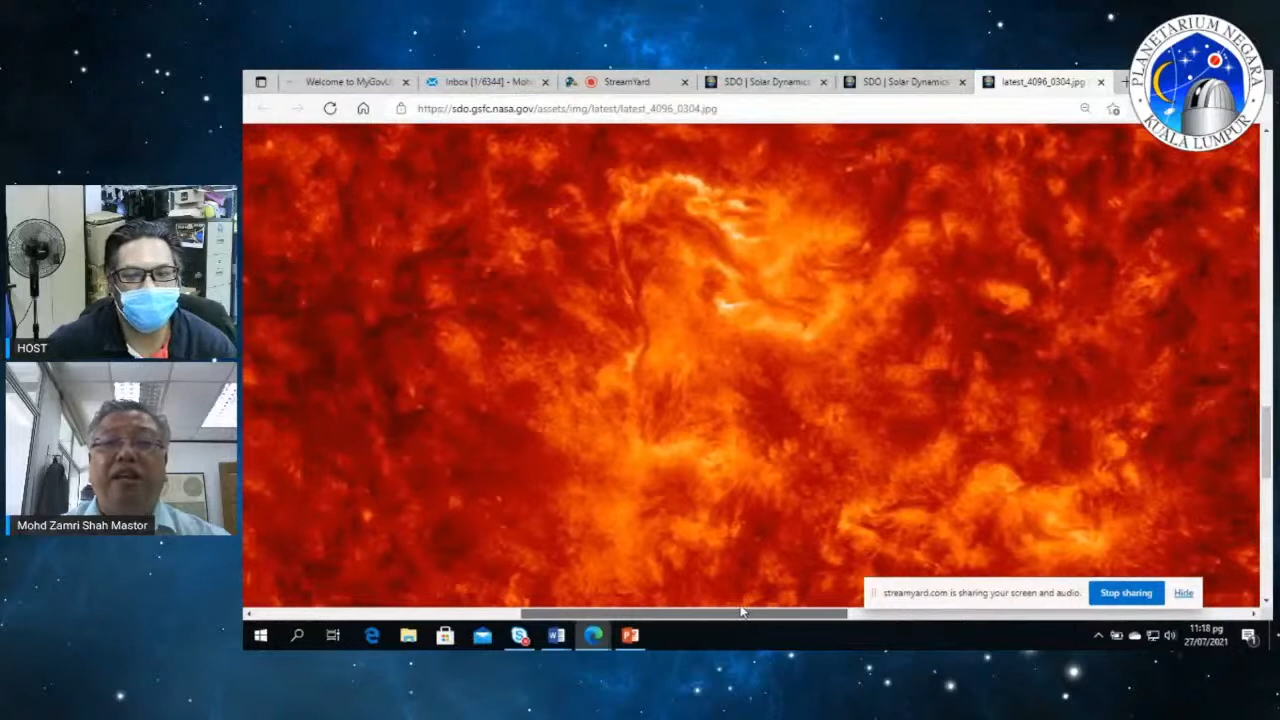 Welcome to MyGovU
Inbox (1/6344) - Moh
StreamYard
SDO | Solar Dynamics
SDO | Solar Dynamics
latest_4096_0304.jpg
https://sdo.gsfc.nasa.gov/assets/img/latest/latest_4096_0304.jpg
PLANETARIUM NEGARA
KUALA LUMPUR
HOST
Mohd Zamri Shah Mastor
streamyard.com is sharing your screen and audio.
Stop sharing
Hide
11:18 pg
27/07/2021